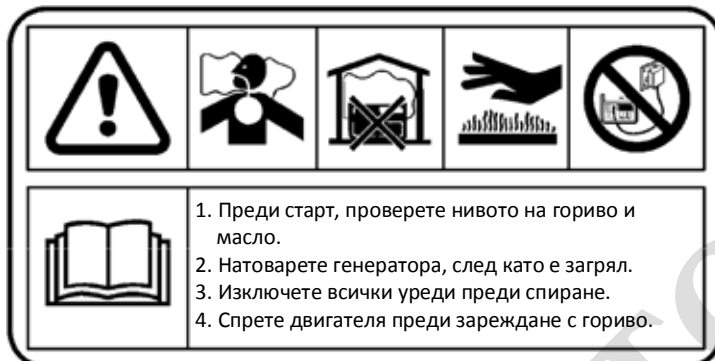 1. Преди старт, проверете нивото на гориво и
масло.
2. Натоварете генератора, след като е загрял.
3. Изключете всички уреди преди спиране.
4. Спрете двигателя преди зареждане с гориво.